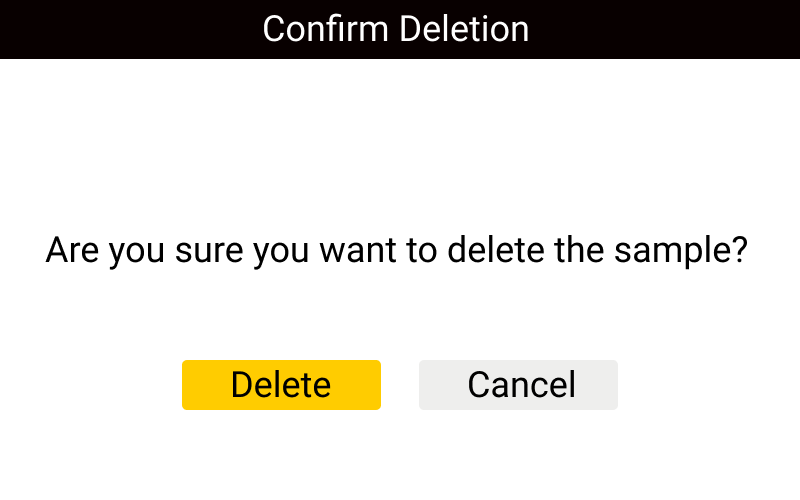 Confirm Deletion
Are you sure you want to delete the sample?
Delete
Cancel